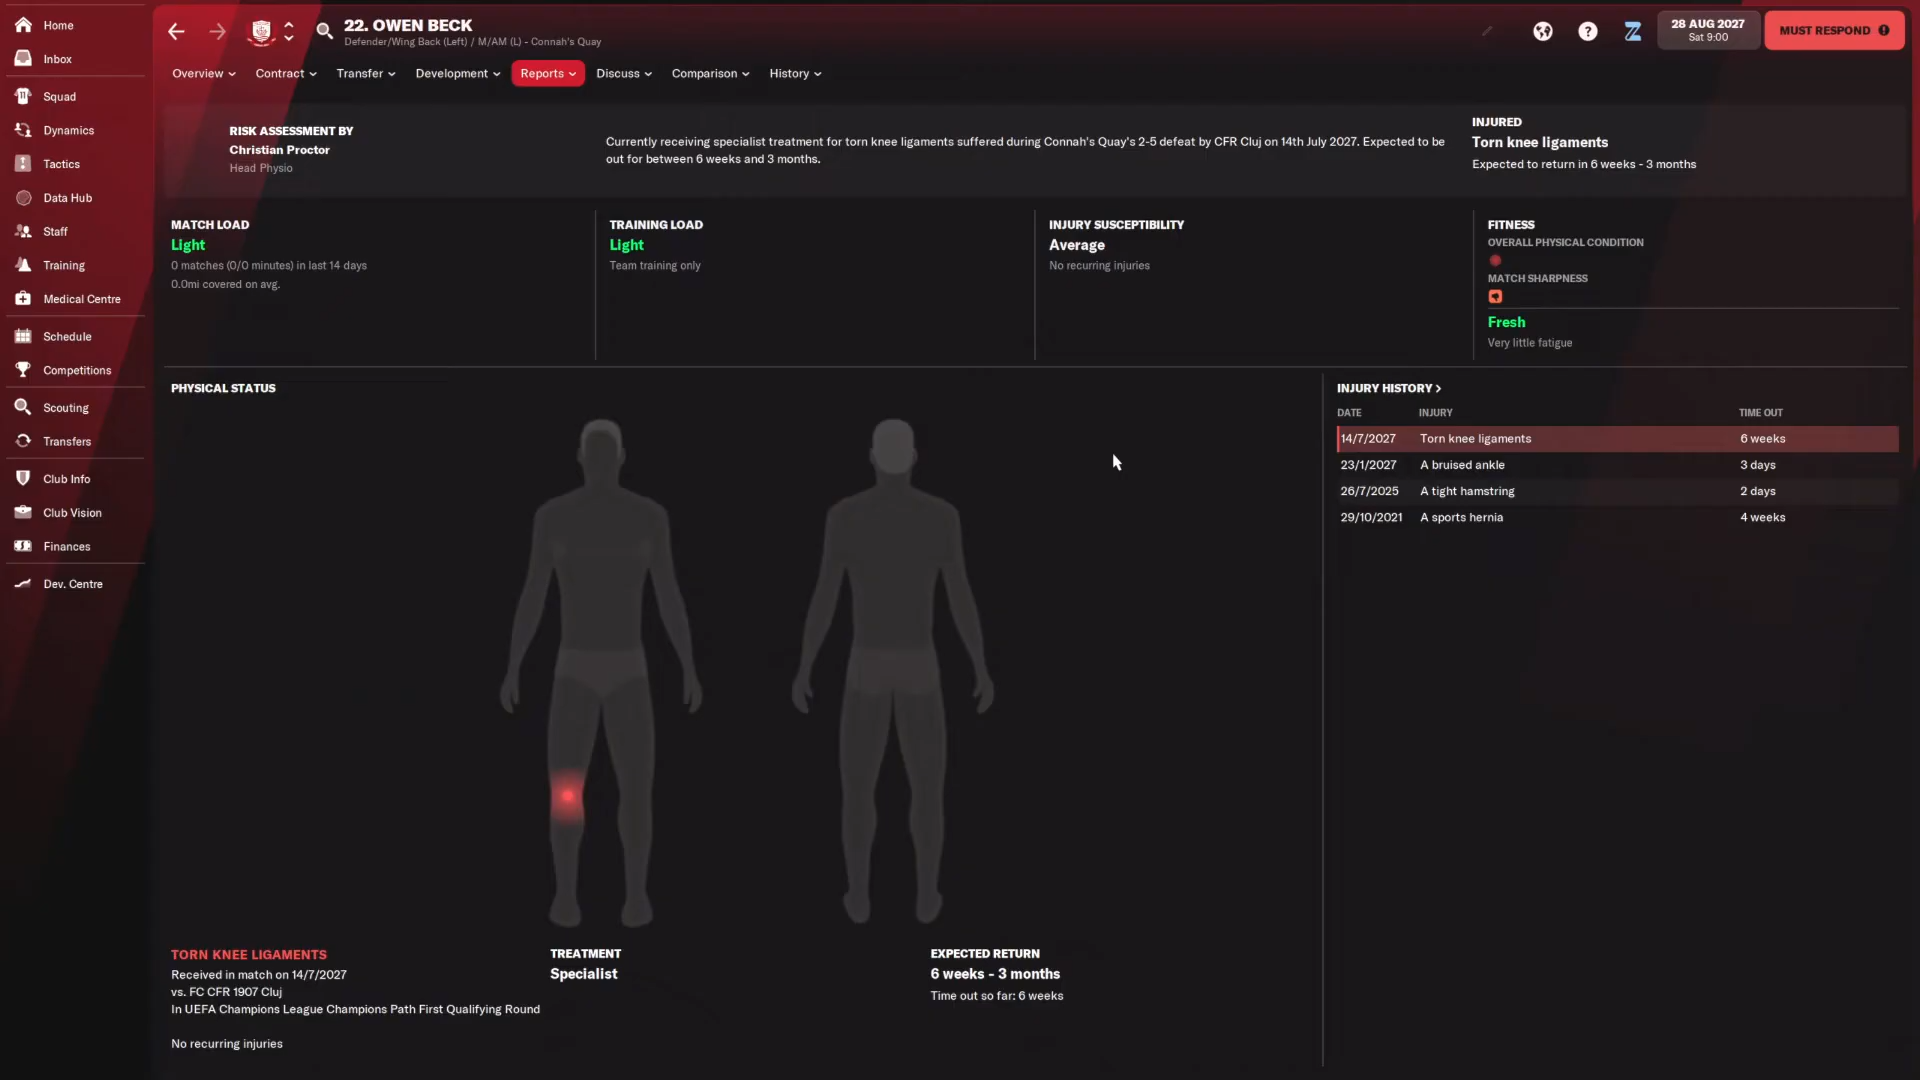 Home
Inbox
Squad
Dynamics
Tactics
Data Hub
Staff
Training
Medical Centre
Schedule
Competitions
Scouting
Transfers
Club Info
Club Vision
Finances
Dev. Centre
22. OWEN BECK
Defender/Wing Back (Left) / M/AM (L) - Connah's Quay
28 AUG 2027
Sat 9:00
MUST RESPOND
Overview
Contract
Transfer
Development
Reports
Discuss
Comparison
History
RISK ASSESSMENT BY
Christian Proctor
Head Physio
Currently receiving specialist treatment for torn knee ligaments suffered during Connah's Quay's 2-5 defeat by CFR Cluj on 14th July 2027. Expected to be
out for between 6 weeks and 3 months.
INJURED
Torn knee ligaments
Expected to return in 6 weeks - 3 months
MATCH LOAD
Light
0 matches (0/0 minutes) in last 14 days
0.0mi covered on avg.
TRAINING LOAD
Light
Team training only
INJURY SUSCEPTIBILITY
Average
No recurring injuries
FITNESS
OVERALL PHYSICAL CONDITION
MATCH SHARPNESS
Fresh
Very little fatigue
PHYSICAL STATUS
INJURY HISTORY >
DATE INJURY TIME OUT
14/7/2027 Torn knee ligaments 6 weeks
23/1/2027 A bruised ankle 3 days
26/7/2025 A tight hamstring 2 days
29/10/2021 A sports hernia 4 weeks
TORN KNEE LIGAMENTS
Received in match on 14/7/2027
vs. FC CFR 1907 Cluj
In UEFA Champions League Champions Path First Qualifying Round
No recurring injuries
TREATMENT
Specialist
EXPECTED RETURN
6 weeks - 3 months
Time out so far: 6 weeks